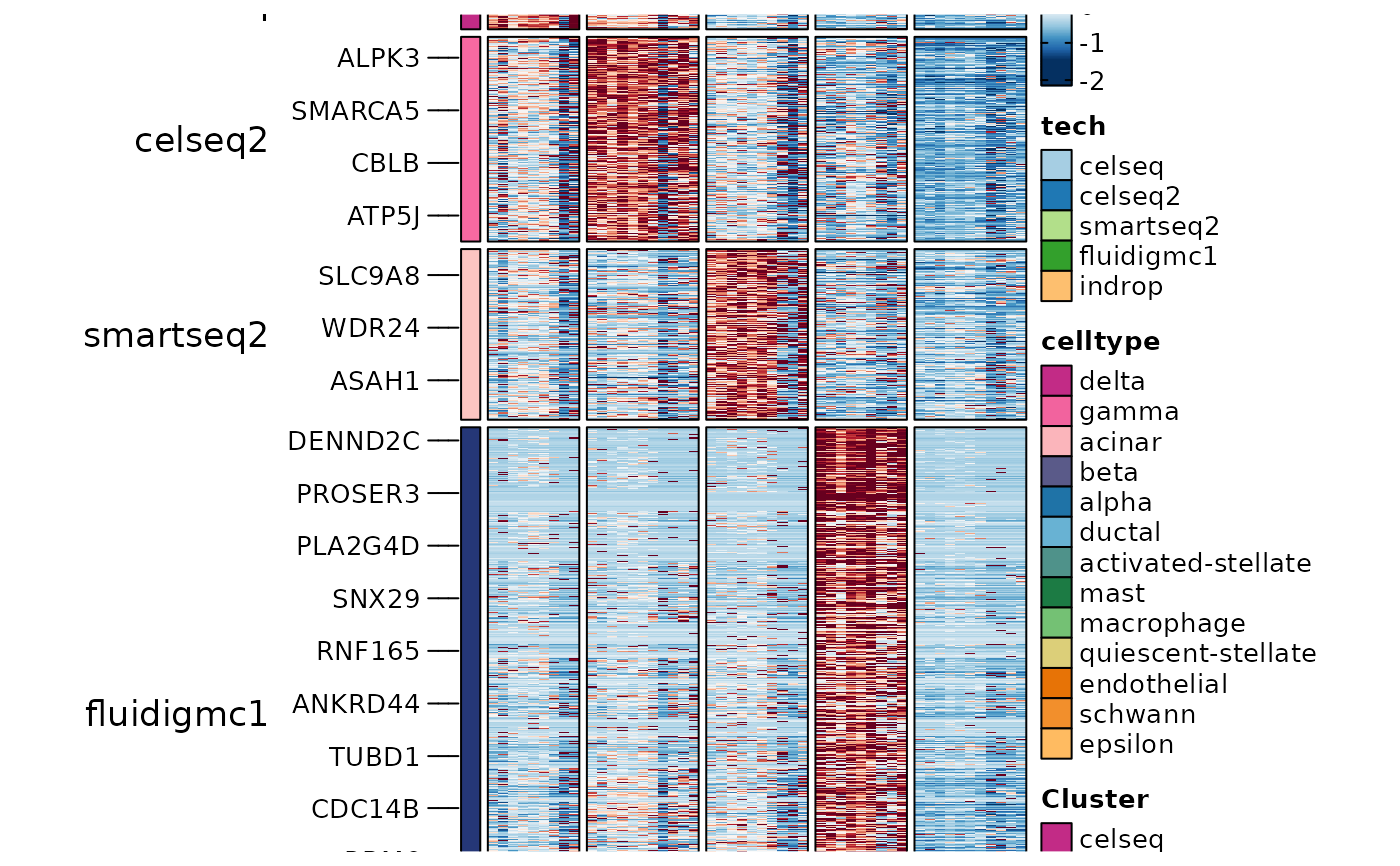 celseq2
ALPK3
SMARCA5
CBLB
ATP5J
smartseq2
SLC9A8
WDR24
ASAH1
fluidigmc1
DENND2C
PROSER3
PLA2G4D
SNX29
RNF165
ANKRD44
TUBD1
CDC14B
-1
-2
tech
celseq
celseq2
smartseq2
fluidigmc1
indrop
celltype
delta
gamma
acinar
beta
alpha
ductal
activated-stellate
mast
macrophage
quiescent-stellate
endothelial
schwann
epsilon
Cluster
celseq